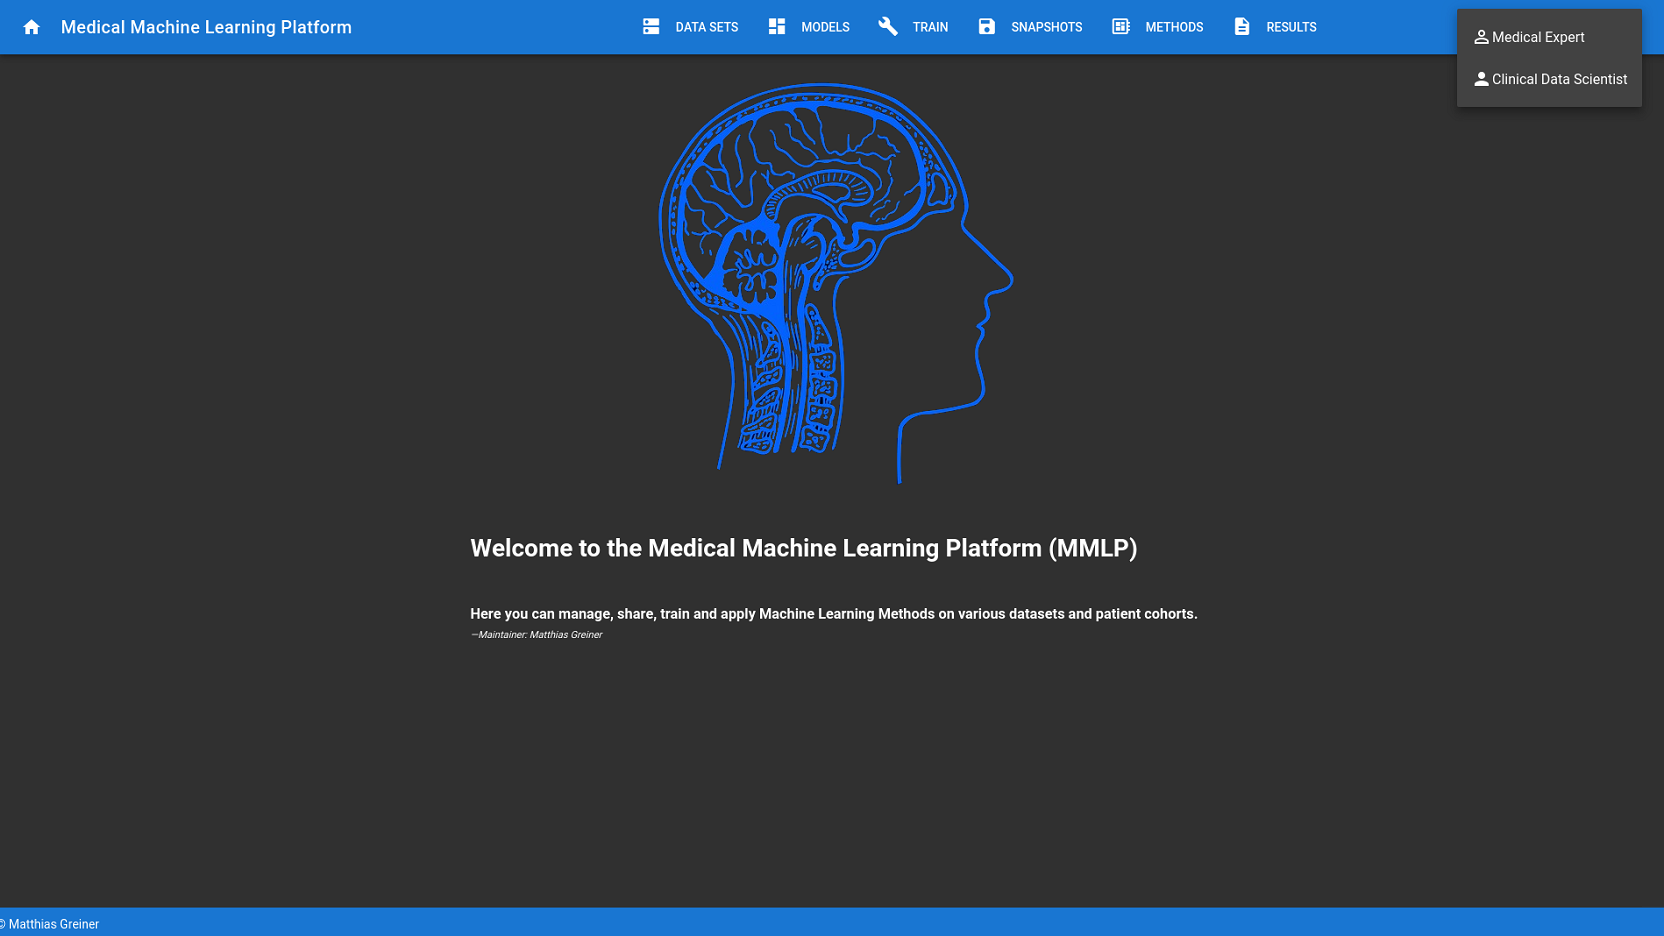 Medical Machine Learning Platform
DATA SETS
MODELS
TRAIN
SNAPSHOTS
METHODS
RESULTS
Medical Expert
Clinical Data Scientist
Welcome to the Medical Machine Learning Platform (MMLP)
Here you can manage, share, train and apply Machine Learning Methods on various datasets and patient cohorts.
—Maintainer: Matthias Greiner
© Matthias Greiner